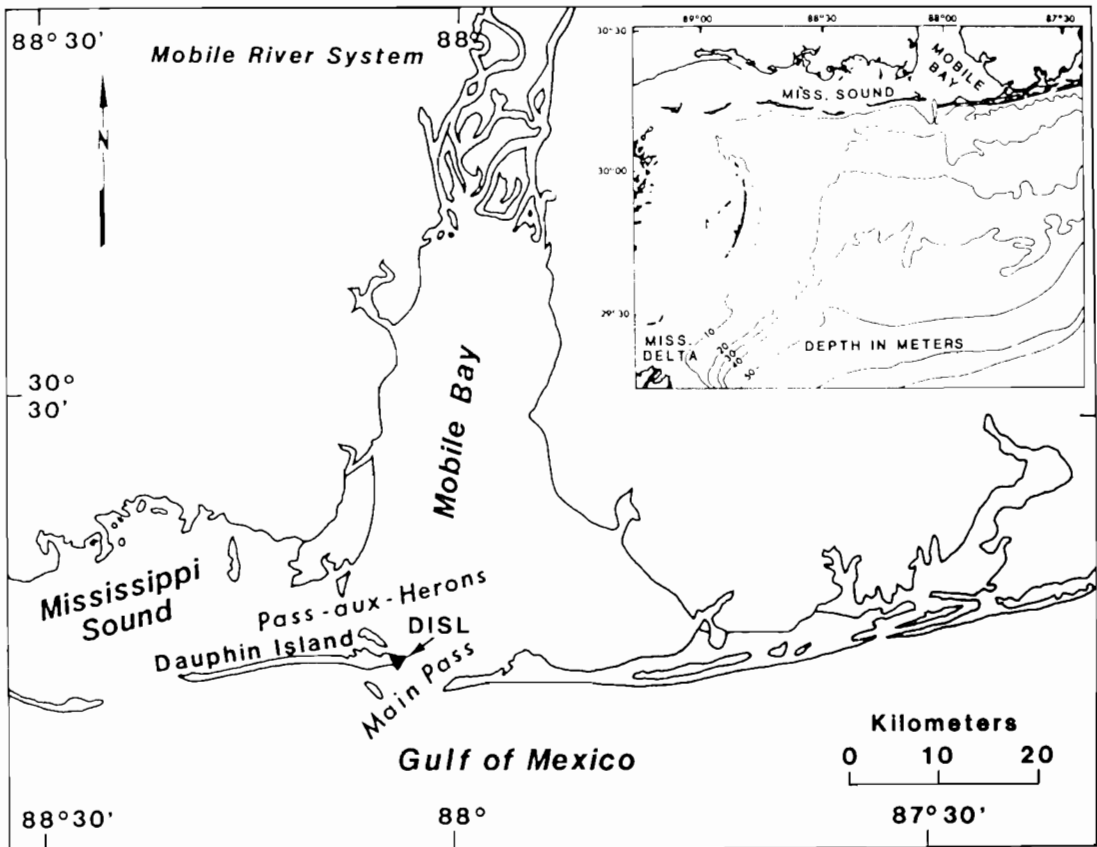 88°30'
Mobile River System
88°
N
89°00'
88°30'
88°00'
87°30'
30°30'
MOBILE
BAY
MISS. SOUND
30°00'
29°30'
MISS.
DELTA
10
20
30
40
50
DEPTH IN METERS
30°
30'
Mobile Bay
Mississippi
Sound
Pass-aux-Herons
Dauphin Island
DISL
Main Pass
Gulf of Mexico
Kilometers
0 10 20
88°30'
88°
87°30'